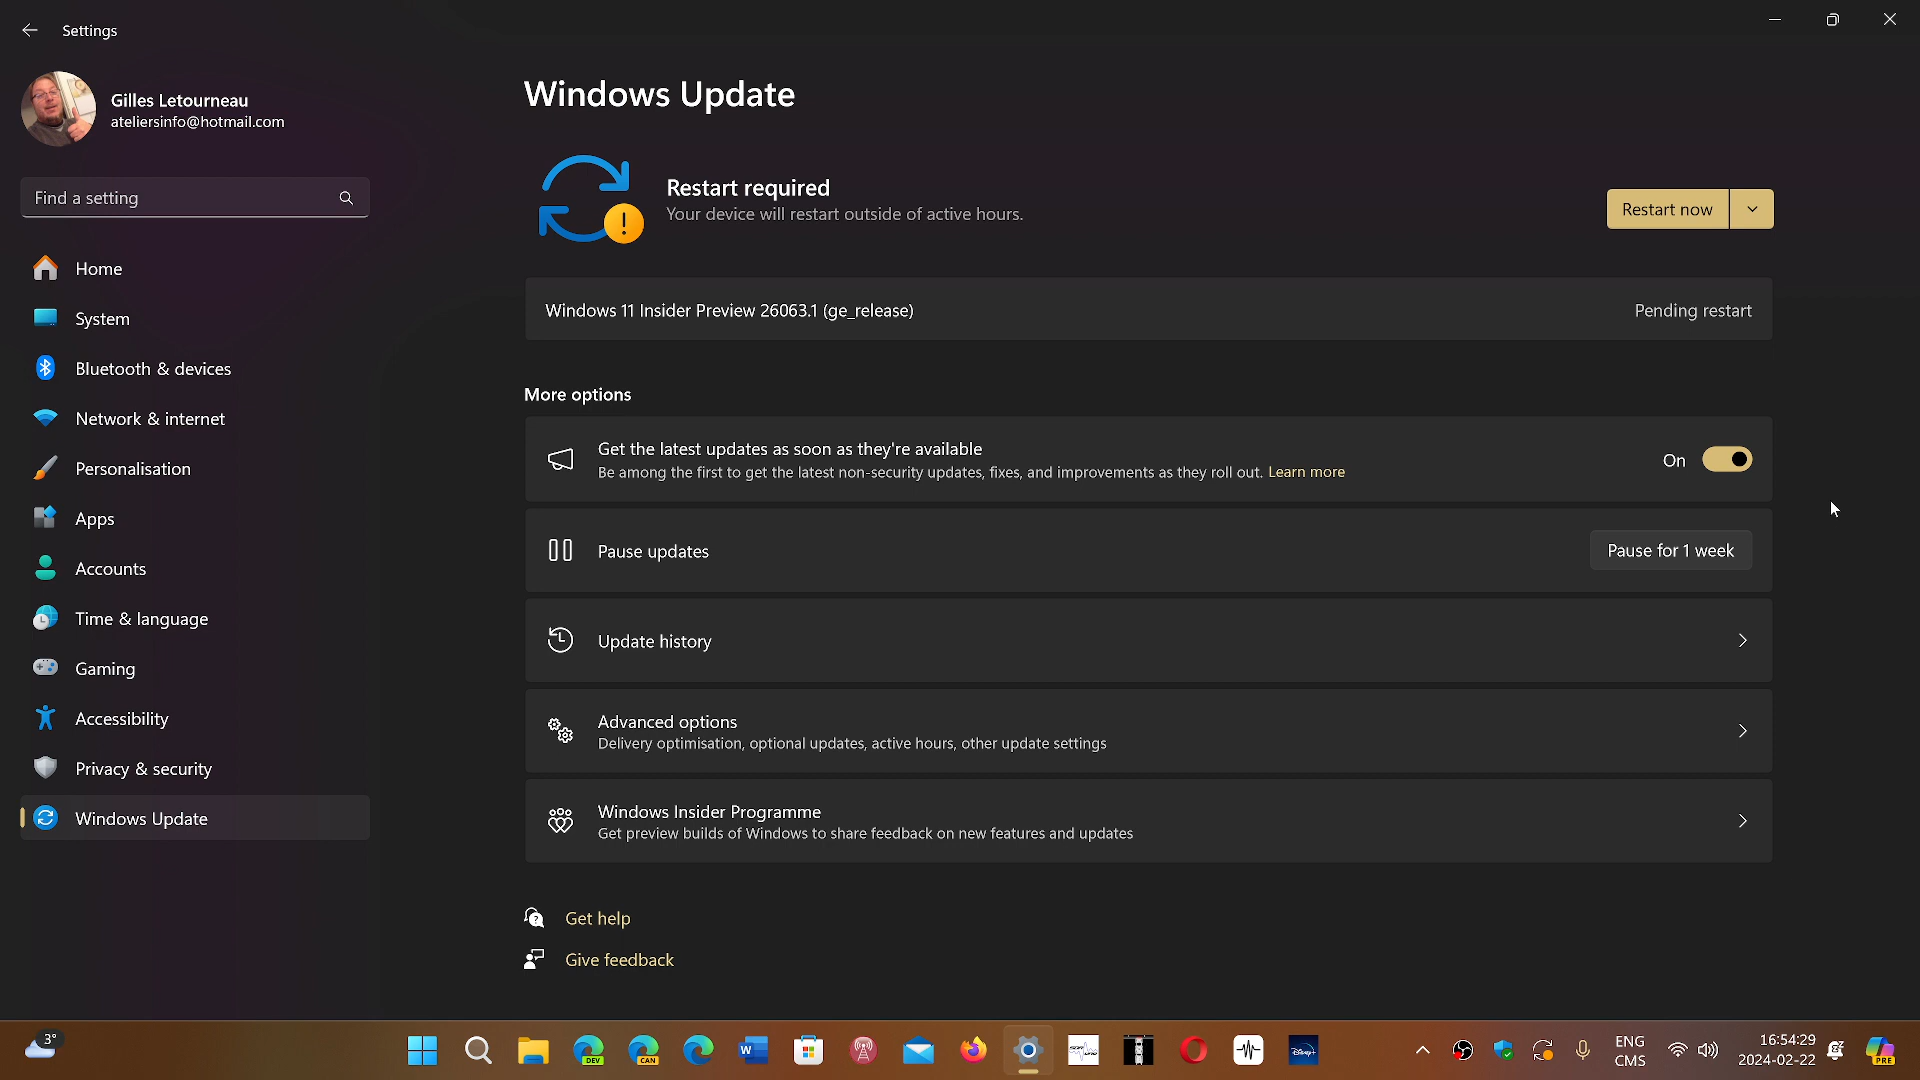 Settings
Gilles Letourneau
ateliersinfo@hotmail.com
Find a setting
Home
System
Bluetooth & devices
Network & internet
Personalisation
Apps
Accounts
Time & language
Gaming
Accessibility
Privacy & security
Windows Update
Windows Update
Restart required
Your device will restart outside of active hours.
Restart now
Windows 11 Insider Preview 26063.1 (ge_release)
Pending restart
More options
Get the latest updates as soon as they're available
Be among the first to get the latest non-security updates, fixes, and improvements as they roll out. Learn more
On
Pause updates
Pause for 1 week
Update history
Advanced options
Delivery optimisation, optional updates, active hours, other update settings
Windows Insider Programme
Get preview builds of Windows to share feedback on new features and updates
Get help
Give feedback
3°
DEV
CAN
W
Disney+
ENG
CMS
16:54:29
2024-02-22
PRE